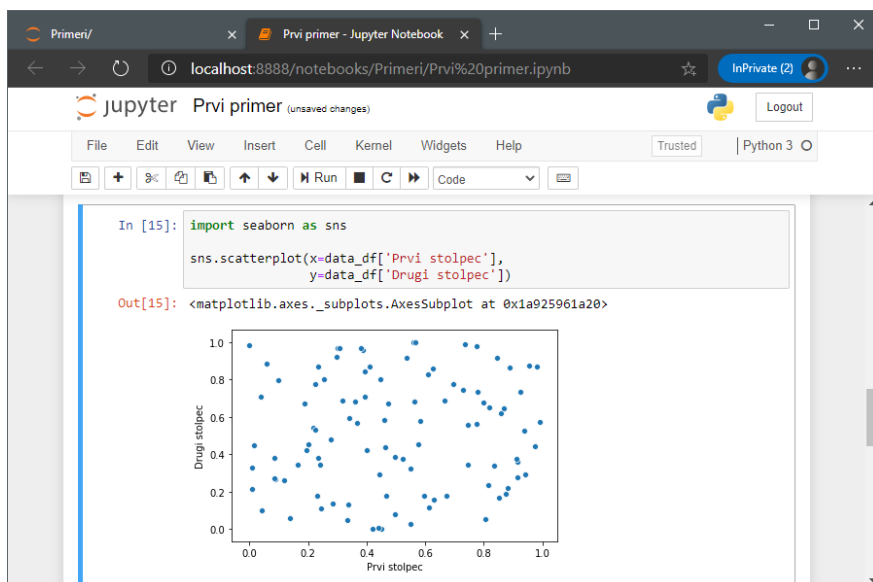 Primeri/
Prvi primer - Jupyter Notebook
localhost:8888/notebooks/Primeri/Prvi%20primer.ipynb
InPrivate (2)
jupyter Prvi primer (unsaved changes)
Logout
File Edit View Insert Cell Kernel Widgets Help
Trusted
Python 3
Run
Code
In [15]: import seaborn as sns
sns.scatterplot(x=data_df['Prvi stolpec'],
y=data_df['Drugi stolpec'])
Out[15]: <matplotlib.axes._subplots.AxesSubplot at 0x1a925961a20>
1.0
0.8
0.6
0.4
0.2
0.0
Drugi stolpec
0.0 0.2 0.4 0.6 0.8 1.0
Prvi stolpec